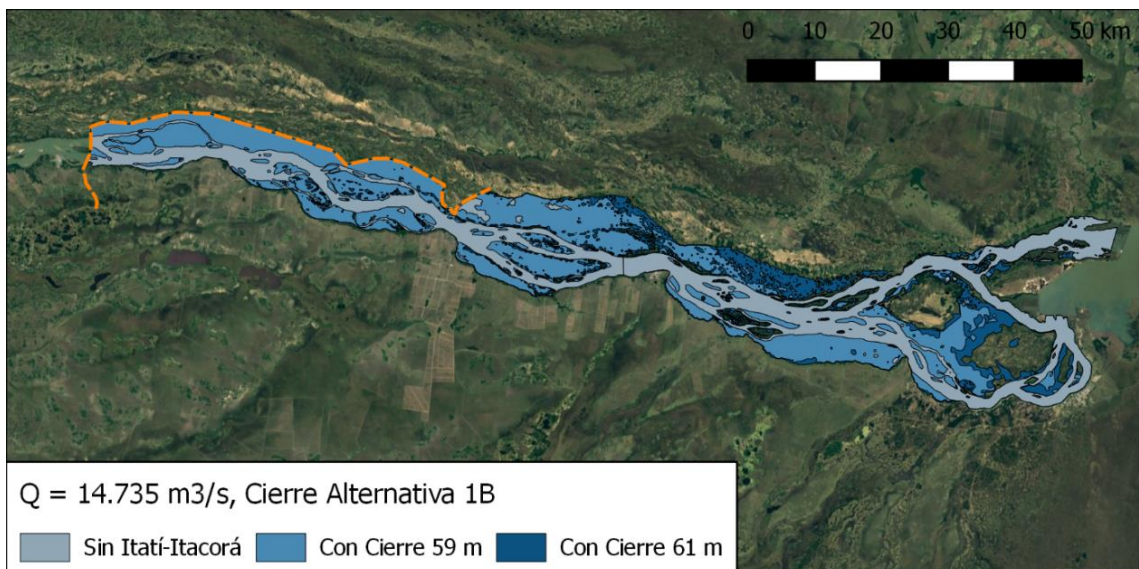 0 10 20 30 40 50 km
Q = 14.735 m3/s, Cierre Alternativa 1B
Sin Itatí-Itacorá Con Cierre 59 m Con Cierre 61 m